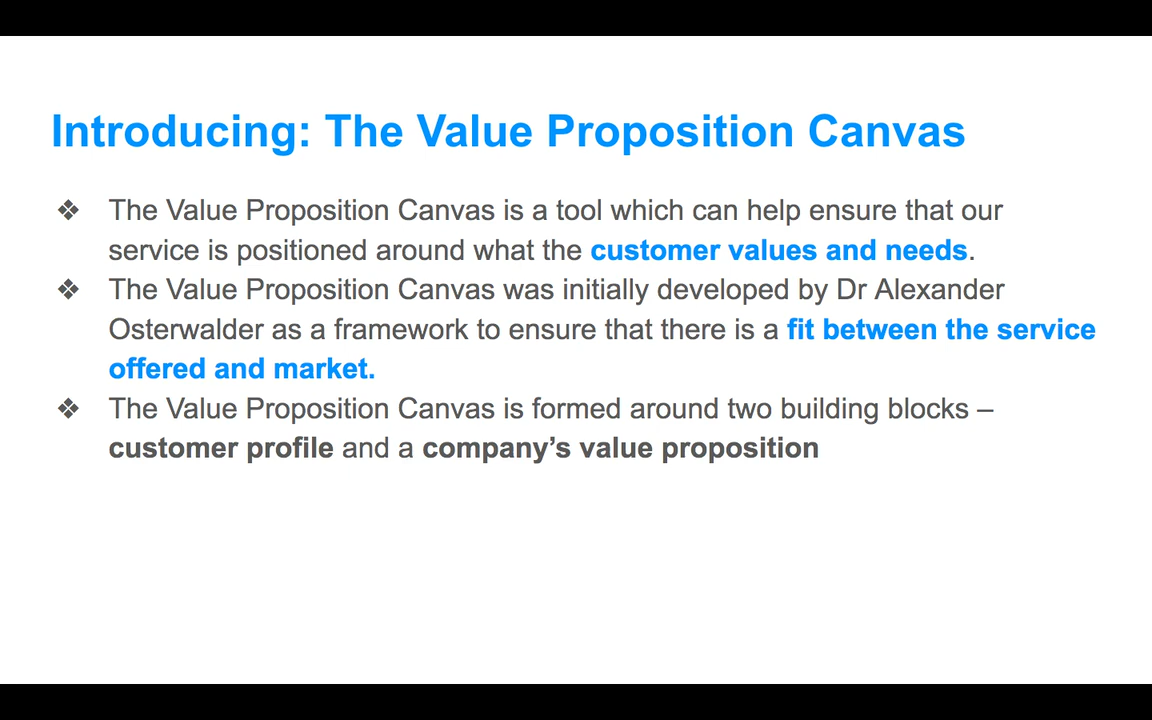 Introducing: The Value Proposition Canvas
❖ The Value Proposition Canvas is a tool which can help ensure that our
service is positioned around what the customer values and needs.
❖ The Value Proposition Canvas was initially developed by Dr Alexander
Osterwalder as a framework to ensure that there is a fit between the service
offered and market.
❖ The Value Proposition Canvas is formed around two building blocks –
customer profile and a company’s value proposition